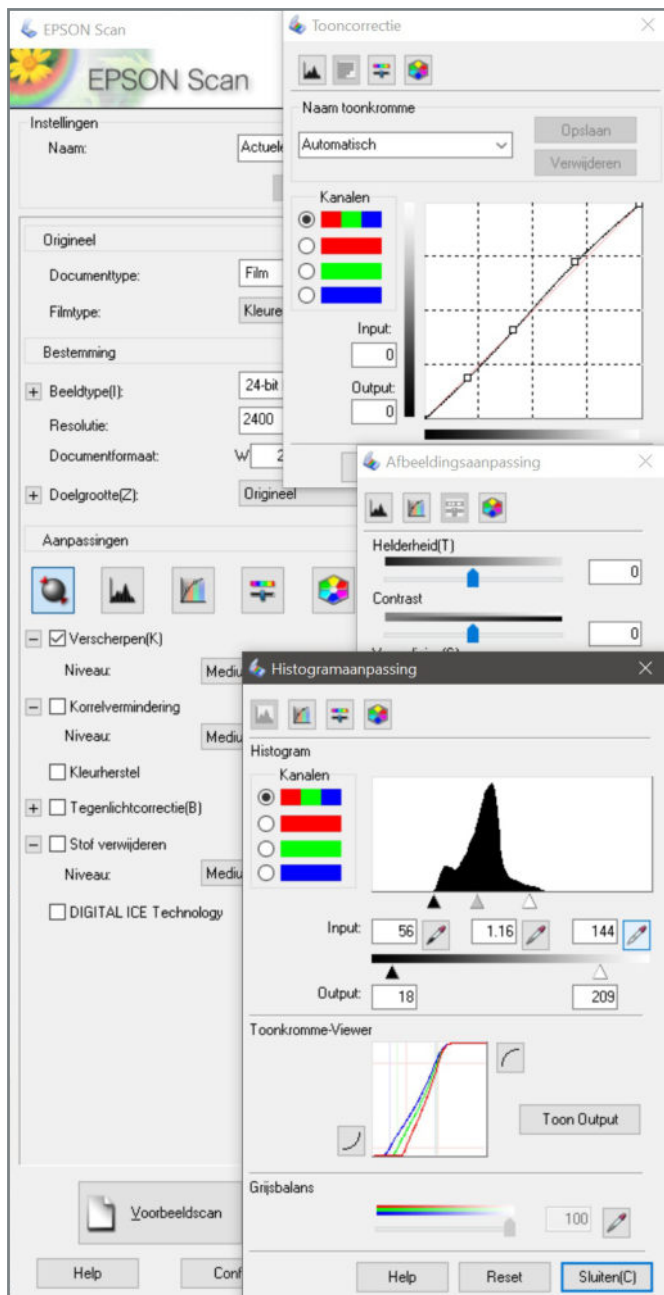 EPSON Scan
EPSON Scan
Instellingen
Naam:
Origineel
Documenttype: Film
Filmtype:
Bestemming
Beeldtype(I): 24-bit
Resolutie: 2400
Documentformaat: W
Doelgrootte(Z): Origineel
Aanpassingen
Verscherpen(K)
Niveau:
Korrelvermindering
Niveau:
Kleurherstel
Tegenlichtcorrectie(B)
Stof verwijderen
Niveau:
DIGITAL ICE Technology
Voorbeeldscan
Help
Tooncorrectie
Naam toonkromme
Automatisch
Opslaan
Verwijderen
Kanalen
Input:
0
Output:
0
Afbeeldingsaanpassing
Helderheid(T)
0
Contrast
0
Histogramaanpassing
Histogram
Kanalen
Input: 56 1.16 144
Output: 18 209
Toonkromme-Viewer
Toon Output
Grijsbalans
100
Help Reset Sluiten(C)